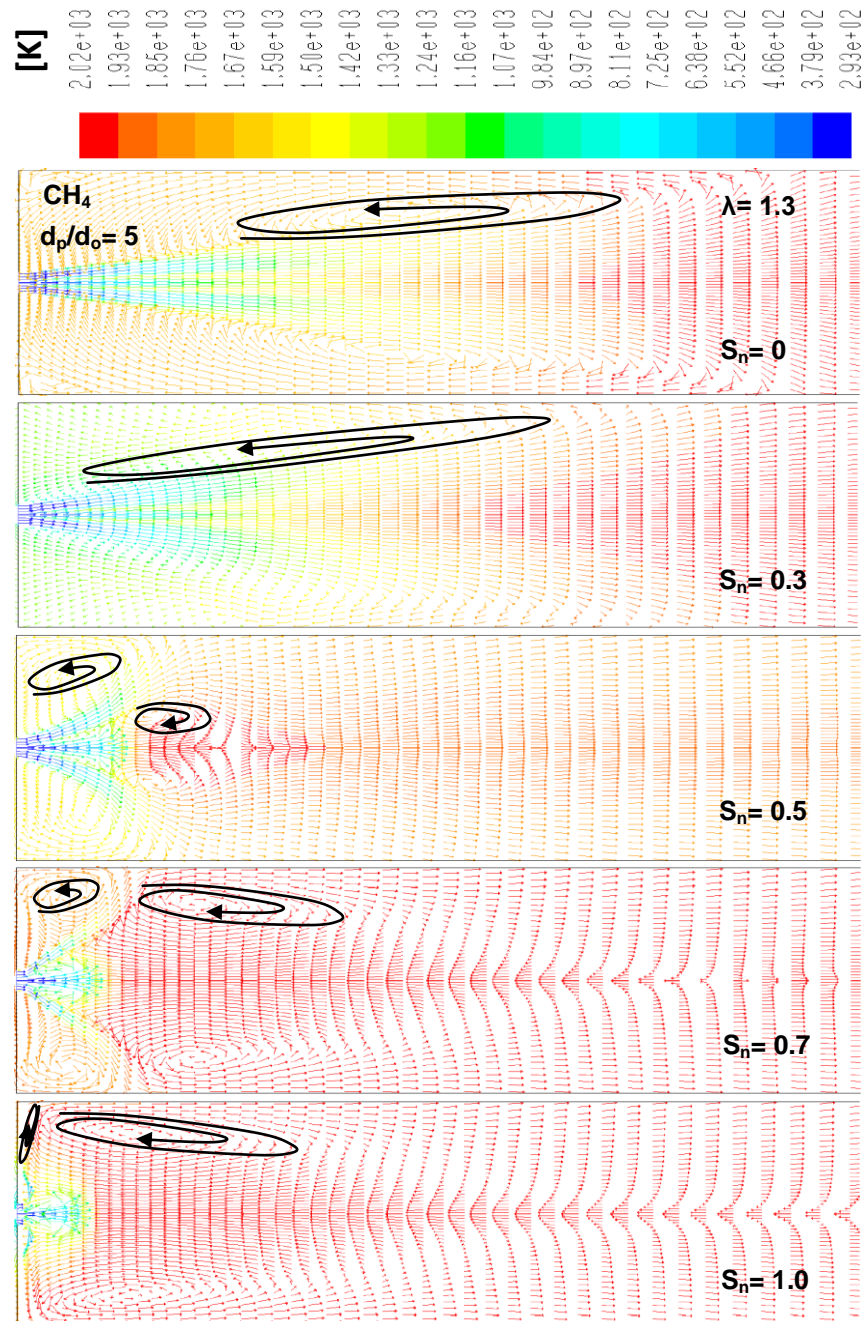 [K]
2.02e+03
1.93e+03
1.85e+03
1.76e+03
1.67e+03
1.59e+03
1.50e+03
1.42e+03
1.33e+03
1.24e+03
1.16e+03
1.07e+03
9.84e+02
8.97e+02
8.11e+02
7.25e+02
6.38e+02
5.52e+02
4.66e+02
3.79e+02
2.93e+02
CH₄
λ= 1.3
dₚ/dₒ= 5
Sₙ= 0
Sₙ= 0.3
Sₙ= 0.5
Sₙ= 0.7
Sₙ= 1.0